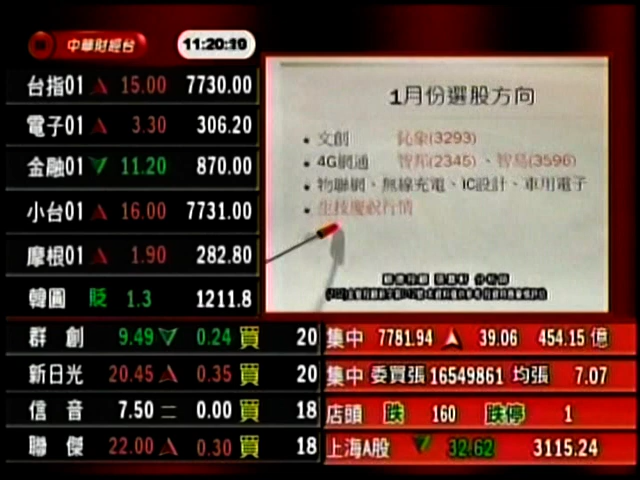 中華財經台 11:20:19
台指01 15.00 7730.00
電子01 3.30 306.20
金融01 11.20 870.00
小台01 16.00 7731.00
摩根01 1.90 282.80
韓圜 貶 1.3 1211.8
1月份選股方向
• 文創 鈊象(3293)
• 4G網通 智邦(2345)、智易(3596)
• 物聯網、無線充電、IC設計、車用電子
• 生技慶祝行情
群創 9.49 0.24 買 20
新日光 20.45 0.35 買 20
信音 7.50 = 0.00 買 18
聯傑 22.00 0.30 買 18
集中 7781.94 39.06 454.15 億
集中 委買張 16549861 均張 7.07
店頭 跌 160 跌停 1
上海A股 32.62 3115.24